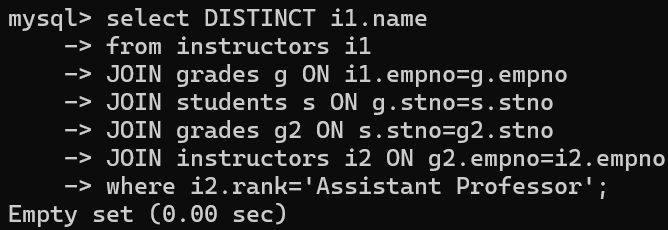 mysql> select DISTINCT i1.name
    -> from instructors i1
    -> JOIN grades g ON i1.empno=g.empno
    -> JOIN students s ON g.stno=s.stno
    -> JOIN grades g2 ON s.stno=g2.stno
    -> JOIN instructors i2 ON g2.empno=i2.empno
    -> where i2.rank='Assistant Professor';
Empty set (0.00 sec)